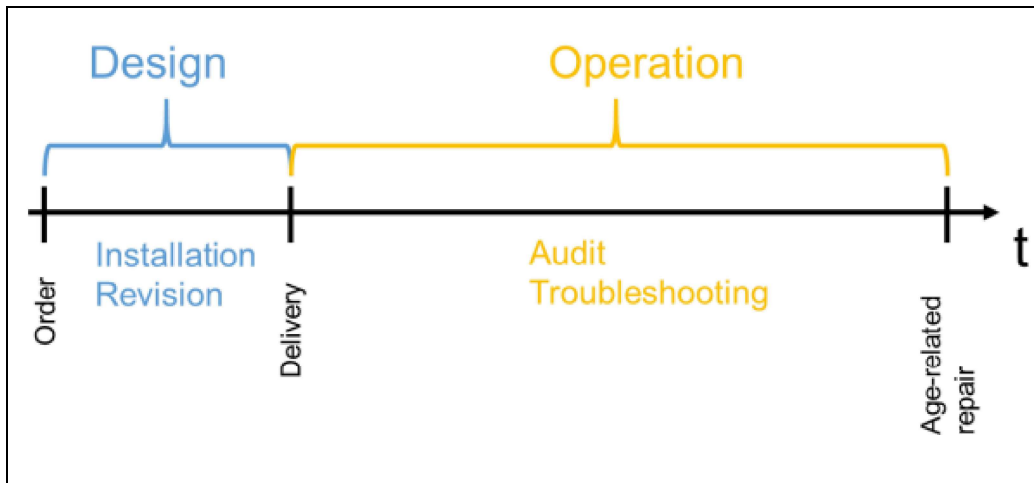 Design
Operation
t
Installation
Revision
Audit
Troubleshooting
Order
Delivery
Age-related
repair